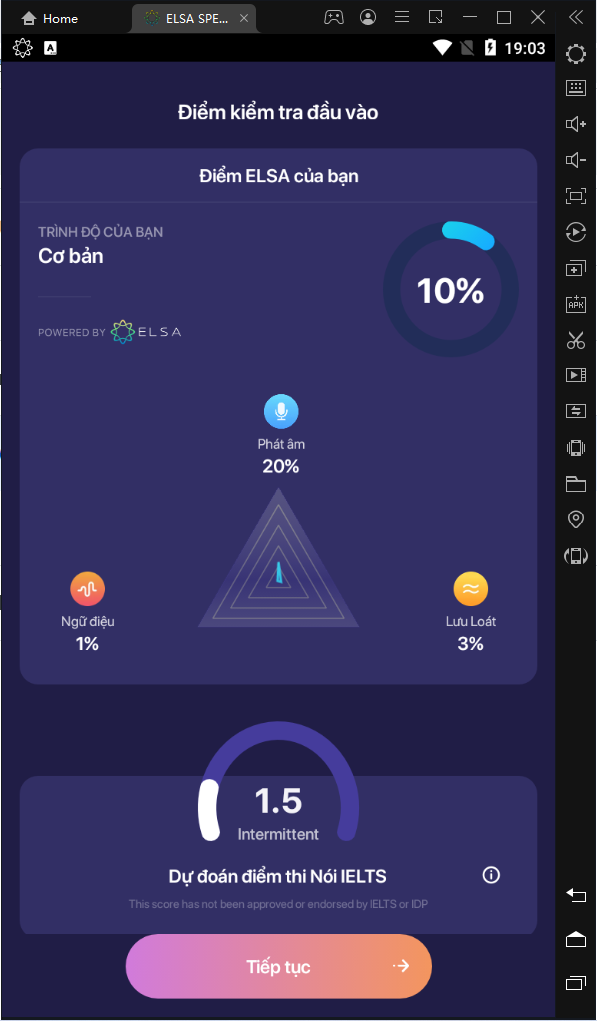 Home
ELSA SPE...
A
19:03
Điểm kiểm tra đầu vào
Điểm ELSA của bạn
TRÌNH ĐỘ CỦA BẠN
Cơ bản
10%
POWERED BY ELSA
Phát âm
20%
Ngữ điệu
1%
Lưu Loát
3%
1.5
Intermittent
Dự đoán điểm thi Nói IELTS
This score has not been approved or endorsed by IELTS or IDP
Tiếp tục
APK